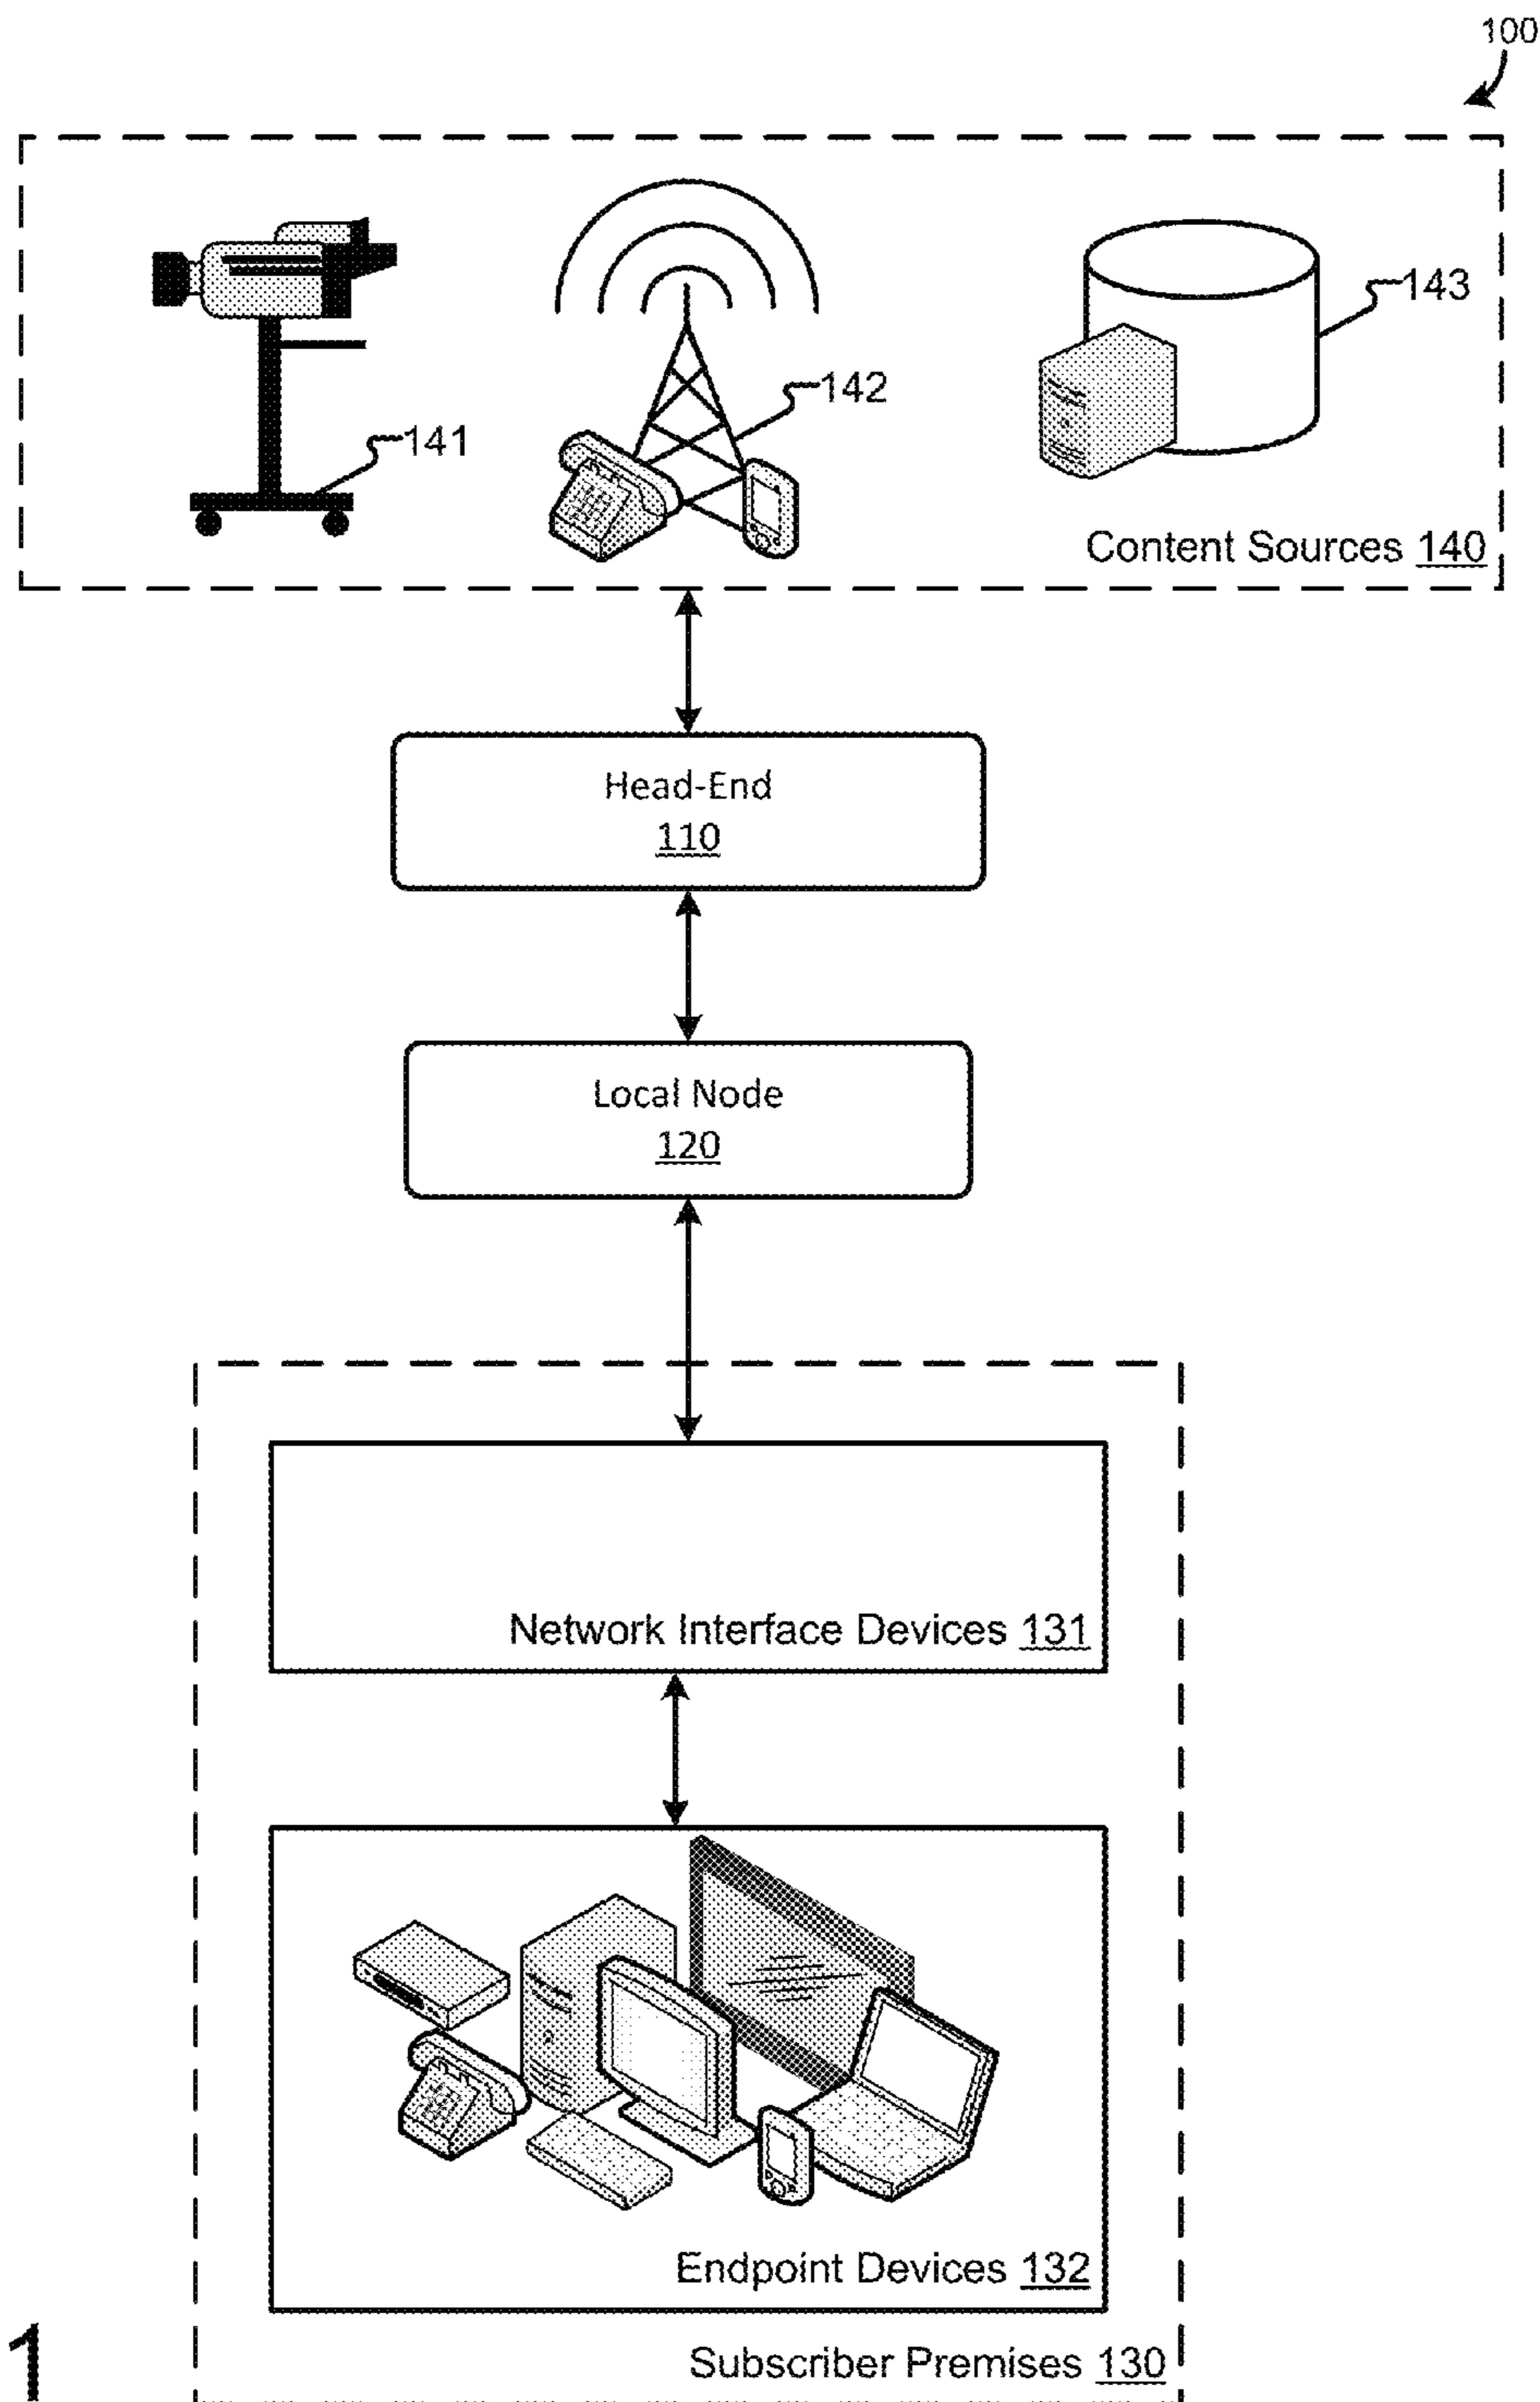 100
143
142
141
Content Sources 140
Head-End
110
Local Node
120
Network Interface Devices 131
Endpoint Devices 132
Subscriber Premises 130
1